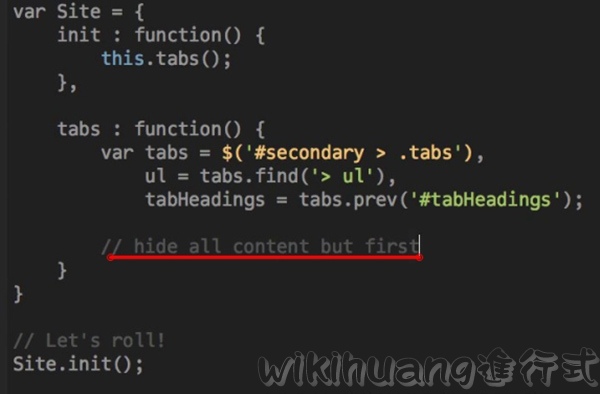 var Site = {
    init : function() {
        this.tabs();
    },

    tabs : function() {
        var tabs = $('#secondary > .tabs'),
            ul = tabs.find('> ul'),
            tabHeadings = tabs.prev('#tabHeadings');

        // hide all content but first
    }
}

// Let's roll!
Site.init();
wikihuang進行式